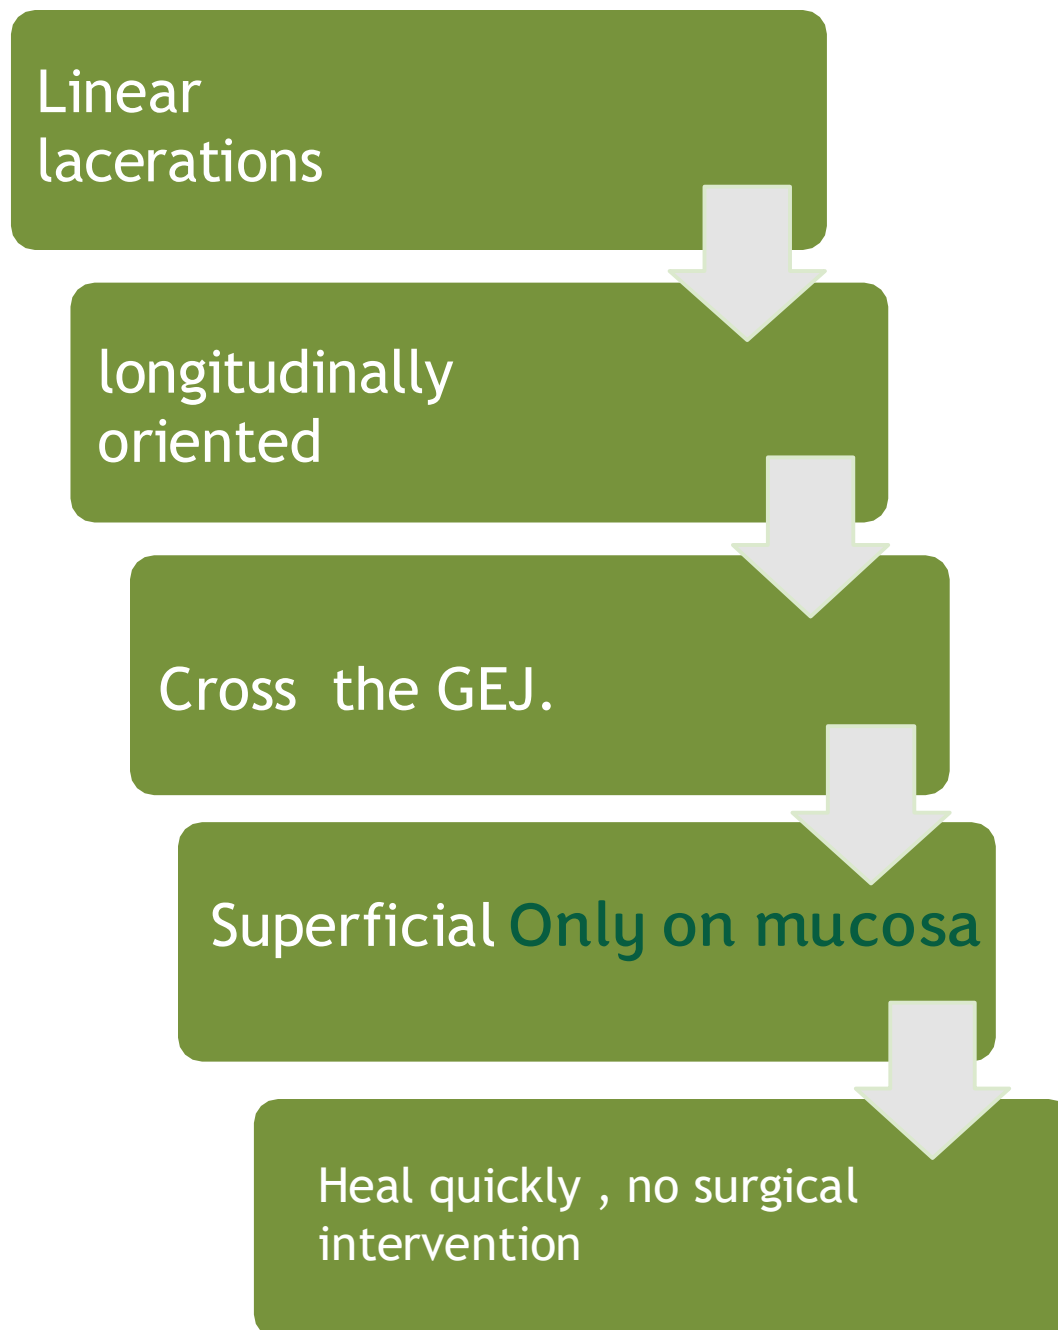 Linear
lacerations
longitudinally
oriented
Cross  the GEJ.
Superficial Only on mucosa
Heal quickly , no surgical
intervention